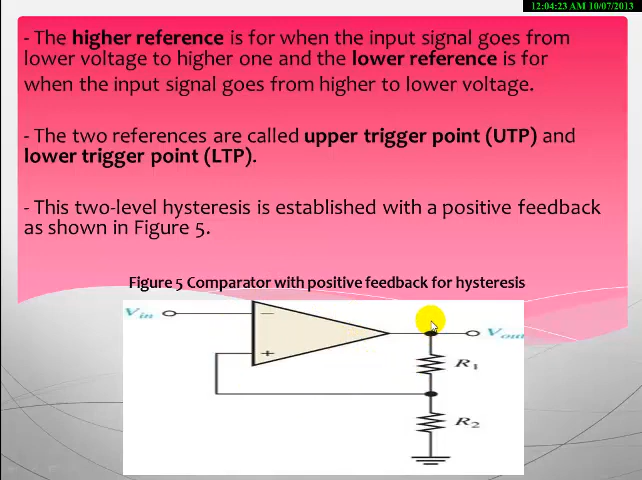 12:04:23 AM 10/07/2013
- The higher reference is for when the input signal goes from
lower voltage to higher one and the lower reference is for
when the input signal goes from higher to lower voltage.
- The two references are called upper trigger point (UTP) and
lower trigger point (LTP).
- This two-level hysteresis is established with a positive feedback
as shown in Figure 5.
Figure 5 Comparator with positive feedback for hysteresis
Vin
−
+
Vout
R1
R2